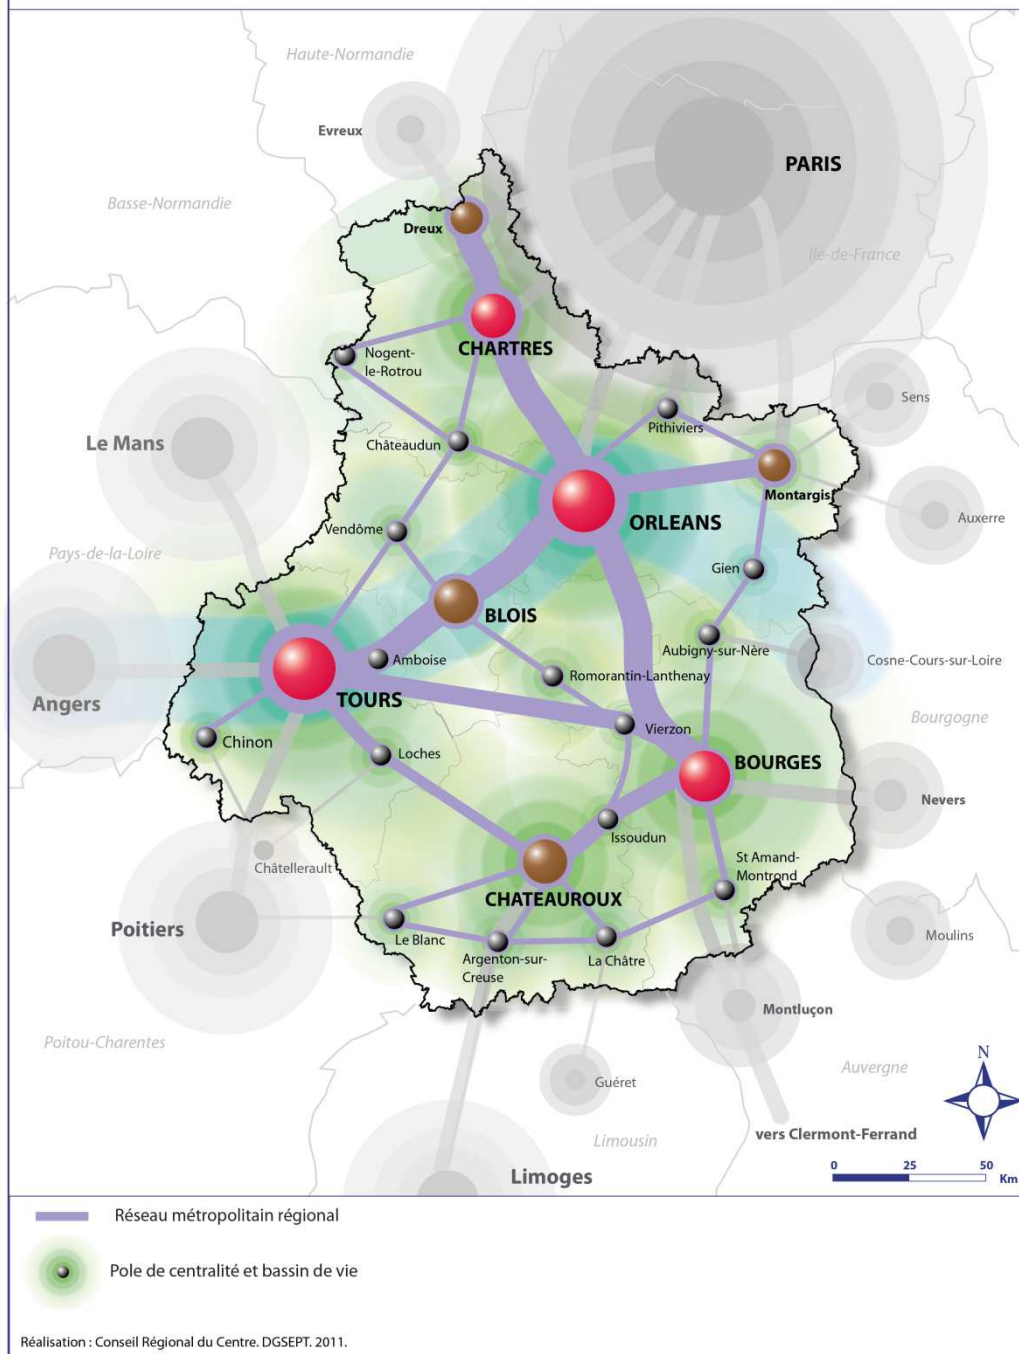 Haute-Normandie
Evreux
PARIS
Basse-Normandie
Dreux
Ile-de-France
CHARTRES
Nogent-
le-Rotrou
Sens
Pithiviers
Le Mans
Châteaudun
Montargis
ORLEANS
Auxerre
Vendôme
Pays-de-la-Loire
Gien
BLOIS
Aubigny-sur-Nère
Amboise
Cosne-Cours-sur-Loire
Romorantin-Lanthenay
Angers
TOURS
Bourgogne
Vierzon
Chinon
Loches
BOURGES
Nevers
Issoudun
Châtellerault
St Amand-
Montrond
CHATEAUROUX
Poitiers
Le Blanc
Moulins
Argenton-sur-
Creuse
La Châtre
Montluçon
Poitou-Charentes
Auvergne
Guéret
N
vers Clermont-Ferrand
Limousin
Limoges
0 25 50
Km
Réseau métropolitain régional
Pole de centralité et bassin de vie
Réalisation : Conseil Régional du Centre. DGSEPT. 2011.